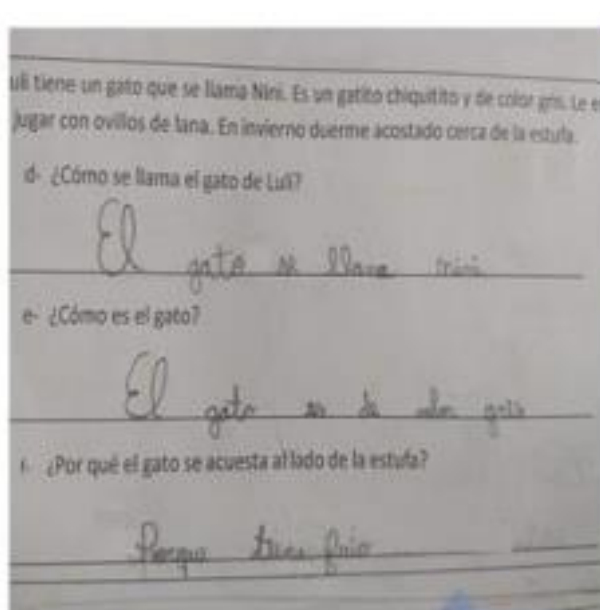 uli tiene un gato que se llama Nini. Es un gatito chiquitito y de color gris. Le e
jugar con ovillos de lana. En invierno duerme acostado cerca de la estufa.
d- ¿Cómo se llama el gato de Luli?
El gato se llama nini
e- ¿Cómo es el gato?
El gato es de color gris
f- ¿Por qué el gato se acuesta al lado de la estufa?
Porque tiene frio